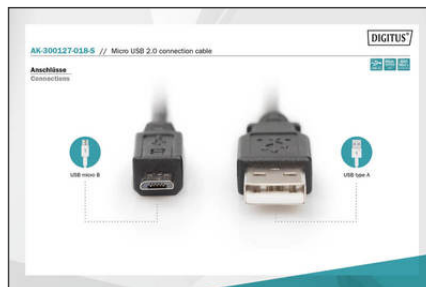 DIGITUS®
AK-300127-018-S // Micro USB 2.0 connection cable
Anschlüsse
Connections
USB micro B
USB type A